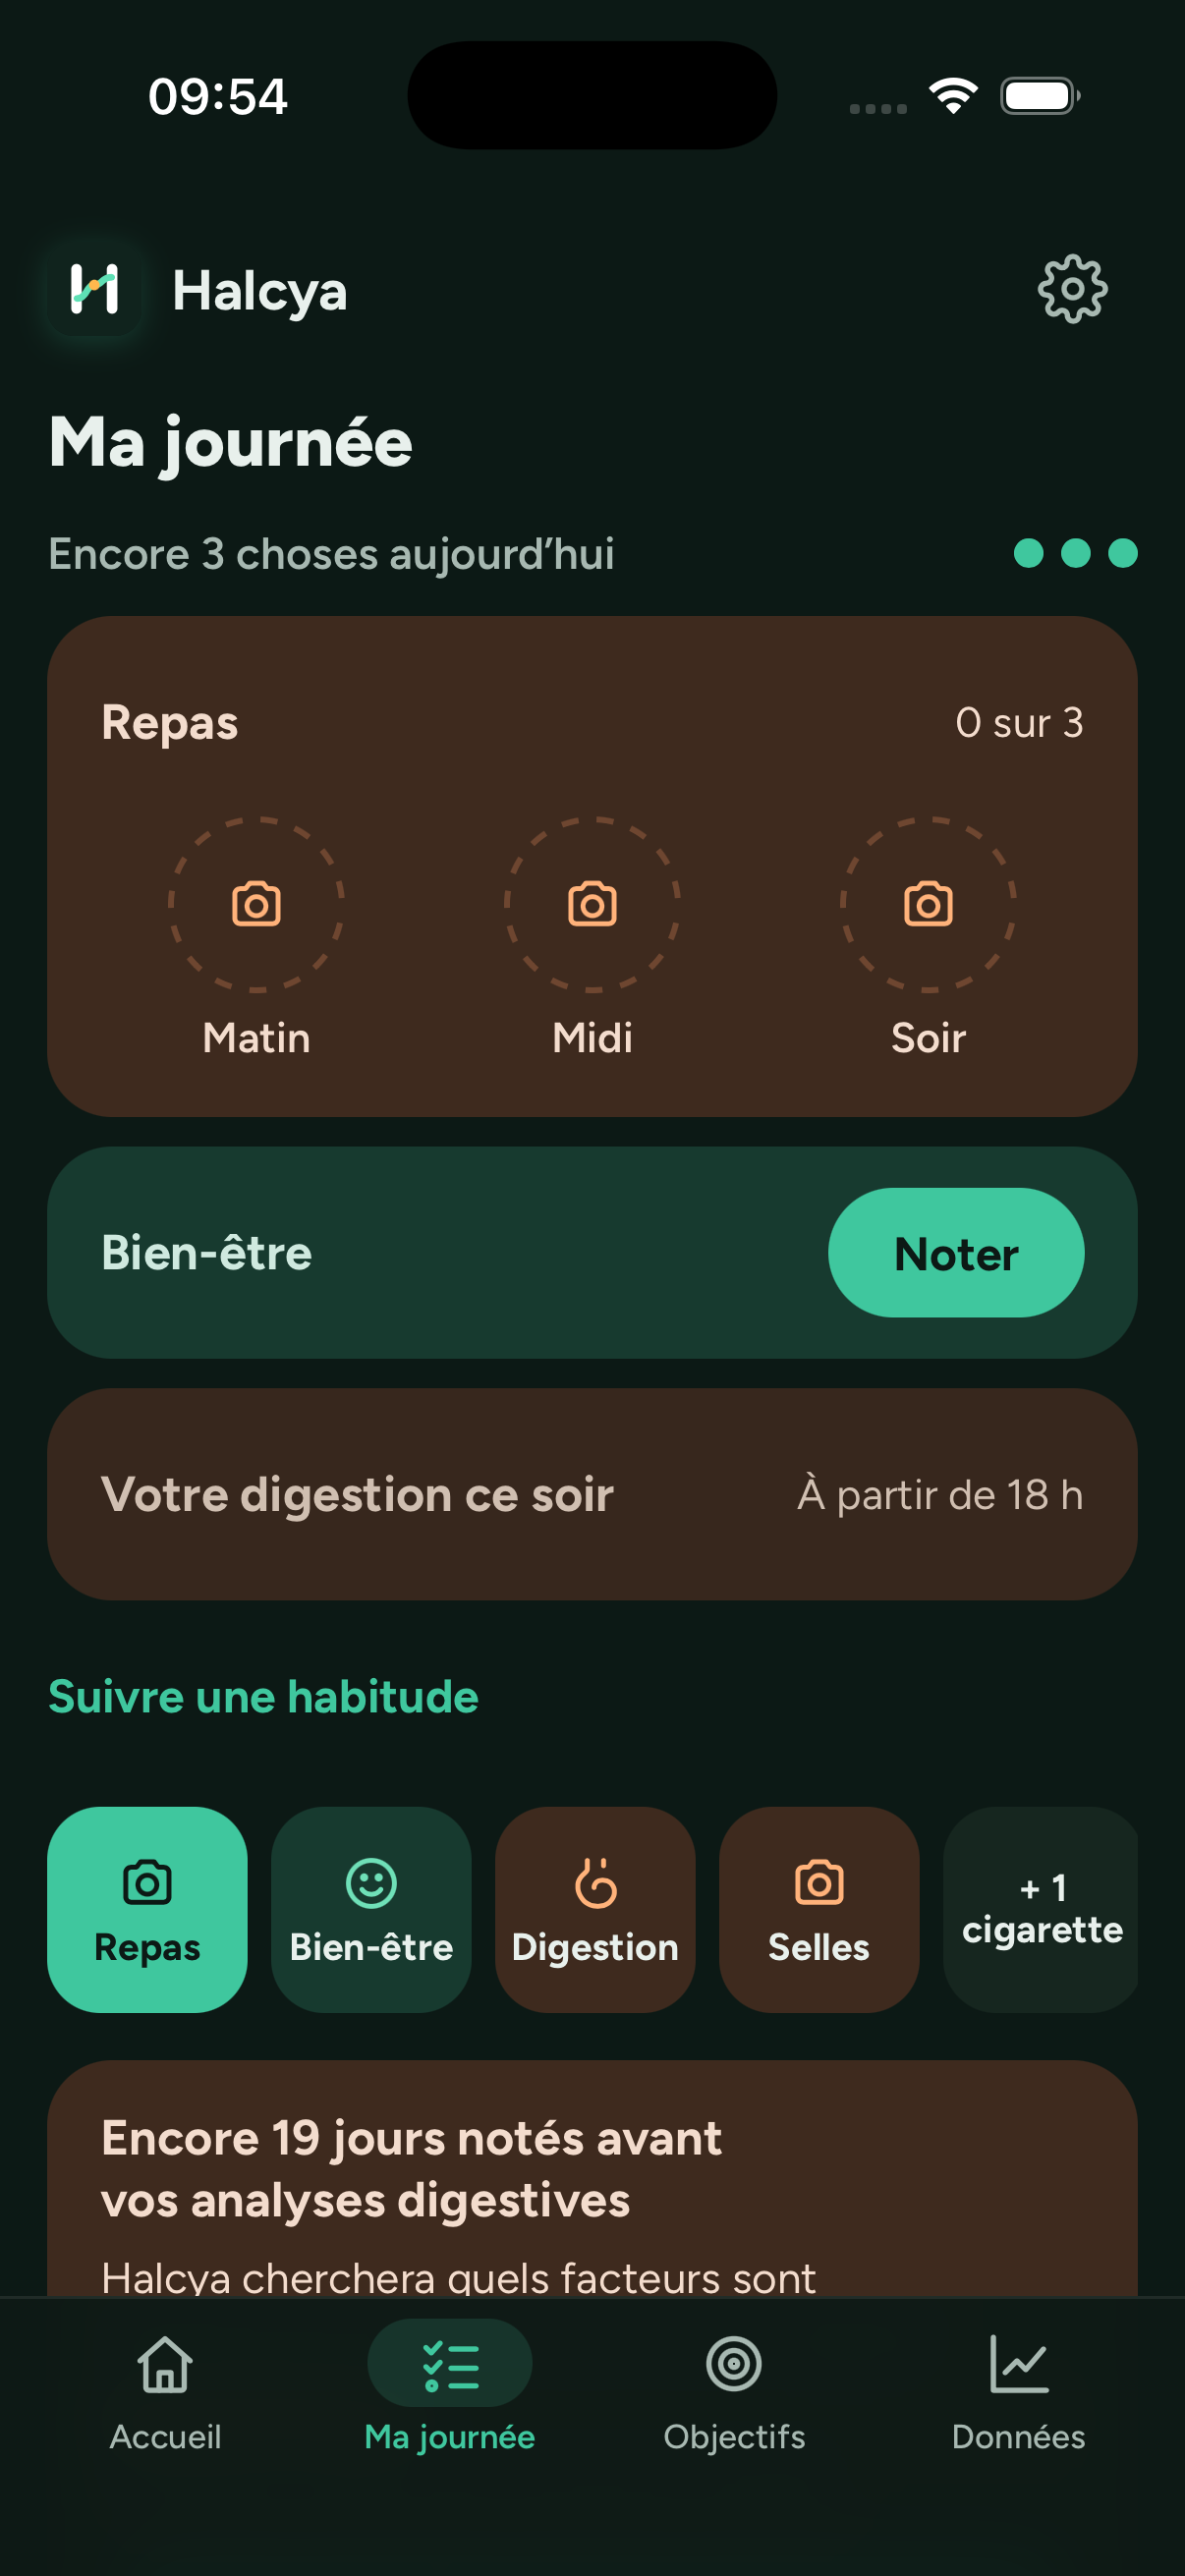 09:54
Halcya
Ma journée
Encore 3 choses aujourd’hui
Repas
0 sur 3
Matin
Midi
Soir
Bien-être
Noter
Votre digestion ce soir
À partir de 18 h
Suivre une habitude
Repas
Bien-être
Digestion
Selles
+ 1
cigarette
Encore 19 jours notés avant
vos analyses digestives
Halcya cherchera quels facteurs sont
Accueil
Ma journée
Objectifs
Données